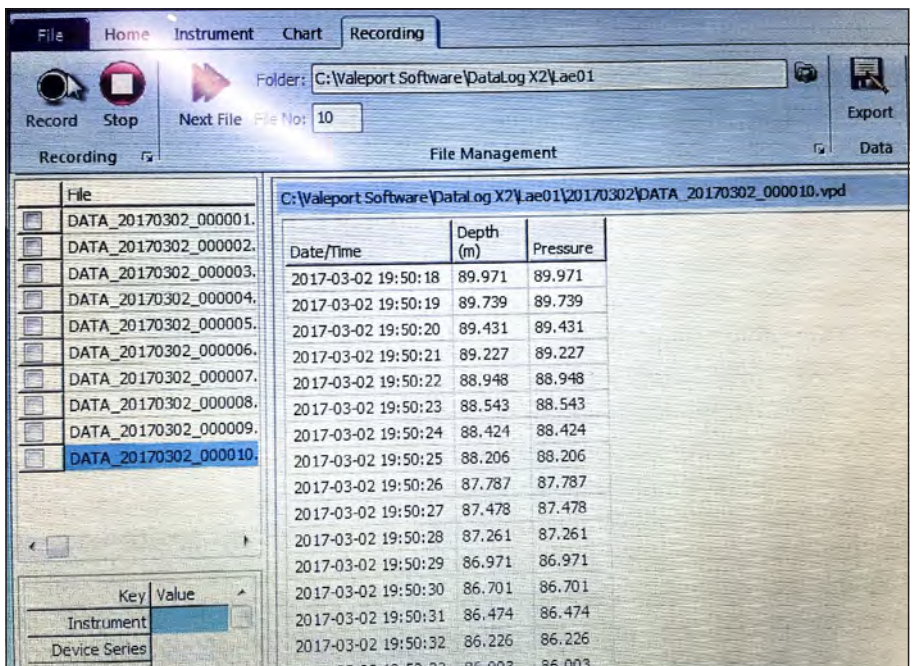 File Home Instrument Chart Recording
Folder: C:\Valeport Software\DataLog X2\Lae01
Record Stop Next File File No: 10 Export
Recording File Management Data
File
DATA_20170302_000001.
DATA_20170302_000002.
DATA_20170302_000003.
DATA_20170302_000004.
DATA_20170302_000005.
DATA_20170302_000006.
DATA_20170302_000007.
DATA_20170302_000008.
DATA_20170302_000009.
DATA_20170302_000010.
Key Value
Instrument
Device Series
C:\Valeport Software\DataLog X2\Lae01\20170302\DATA_20170302_000010.vpd
Date/Time Depth (m) Pressure
2017-03-02 19:50:18 89.971 89.971
2017-03-02 19:50:19 89.739 89.739
2017-03-02 19:50:20 89.431 89.431
2017-03-02 19:50:21 89.227 89.227
2017-03-02 19:50:22 88.948 88.948
2017-03-02 19:50:23 88.543 88.543
2017-03-02 19:50:24 88.424 88.424
2017-03-02 19:50:25 88.206 88.206
2017-03-02 19:50:26 87.787 87.787
2017-03-02 19:50:27 87.478 87.478
2017-03-02 19:50:28 87.261 87.261
2017-03-02 19:50:29 86.971 86.971
2017-03-02 19:50:30 86.701 86.701
2017-03-02 19:50:31 86.474 86.474
2017-03-02 19:50:32 86.226 86.226
86.003 86.003